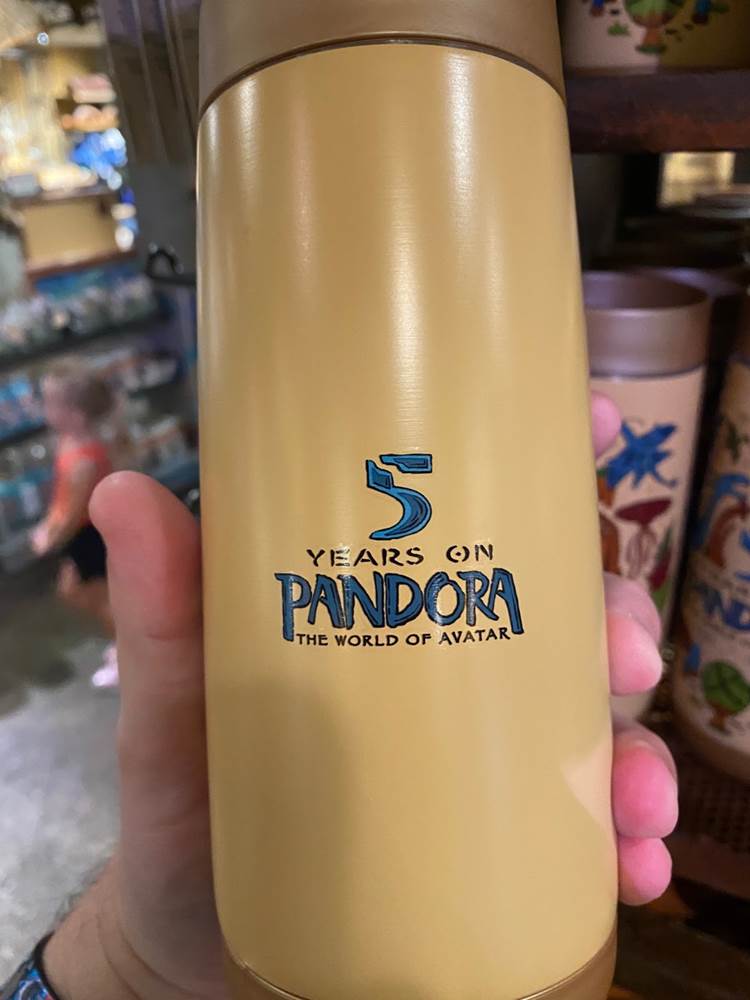 5
YEARS ON
PANDORA
THE WORLD OF AVATAR